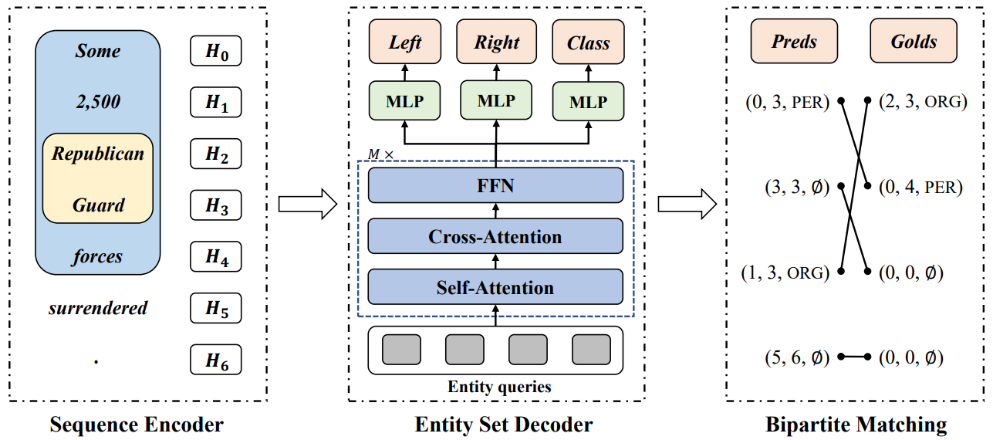 Some
2,500
Republican
Guard
forces
surrendered
.
H0
H1
H2
H3
H4
H5
H6
Sequence Encoder
Left Right Class
MLP MLP MLP
M ×
FFN
Cross-Attention
Self-Attention
Entity queries
Entity Set Decoder
Preds Golds
(0, 3, PER) (2, 3, ORG)
(3, 3, ∅) (0, 4, PER)
(1, 3, ORG) (0, 0, ∅)
(5, 6, ∅) (0, 0, ∅)
Bipartite Matching